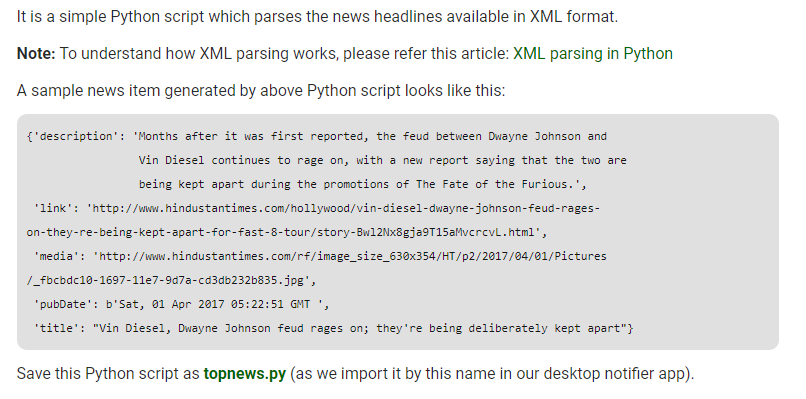 It is a simple Python script which parses the news headlines available in XML format.
Note: To understand how XML parsing works, please refer this article: XML parsing in Python
A sample news item generated by above Python script looks like this:
{'description': 'Months after it was first reported, the feud between Dwayne Johnson and
Vin Diesel continues to rage on, with a new report saying that the two are
being kept apart during the promotions of The Fate of the Furious.',
'link': 'http://www.hindustantimes.com/hollywood/vin-diesel-dwayne-johnson-feud-rages-
on-they-re-being-kept-apart-for-fast-8-tour/story-Bwl2Nx8gja9T15aMvcrcvL.html',
'media': 'http://www.hindustantimes.com/rf/image_size_630x354/HT/p2/2017/04/01/Pictures
/_fbcbdc10-1697-11e7-9d7a-cd3db232b835.jpg',
'pubDate': b'Sat, 01 Apr 2017 05:22:51 GMT ',
'title': "Vin Diesel, Dwayne Johnson feud rages on; they're being deliberately kept apart"}
Save this Python script as topnews.py (as we import it by this name in our desktop notifier app).